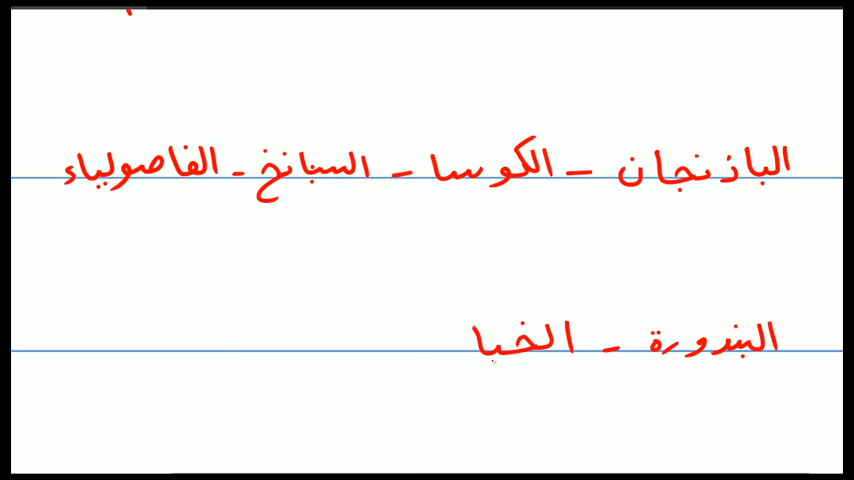 الباذنجان - الكوسا - السبانخ - الفاصولياء
البندورة - الخيا